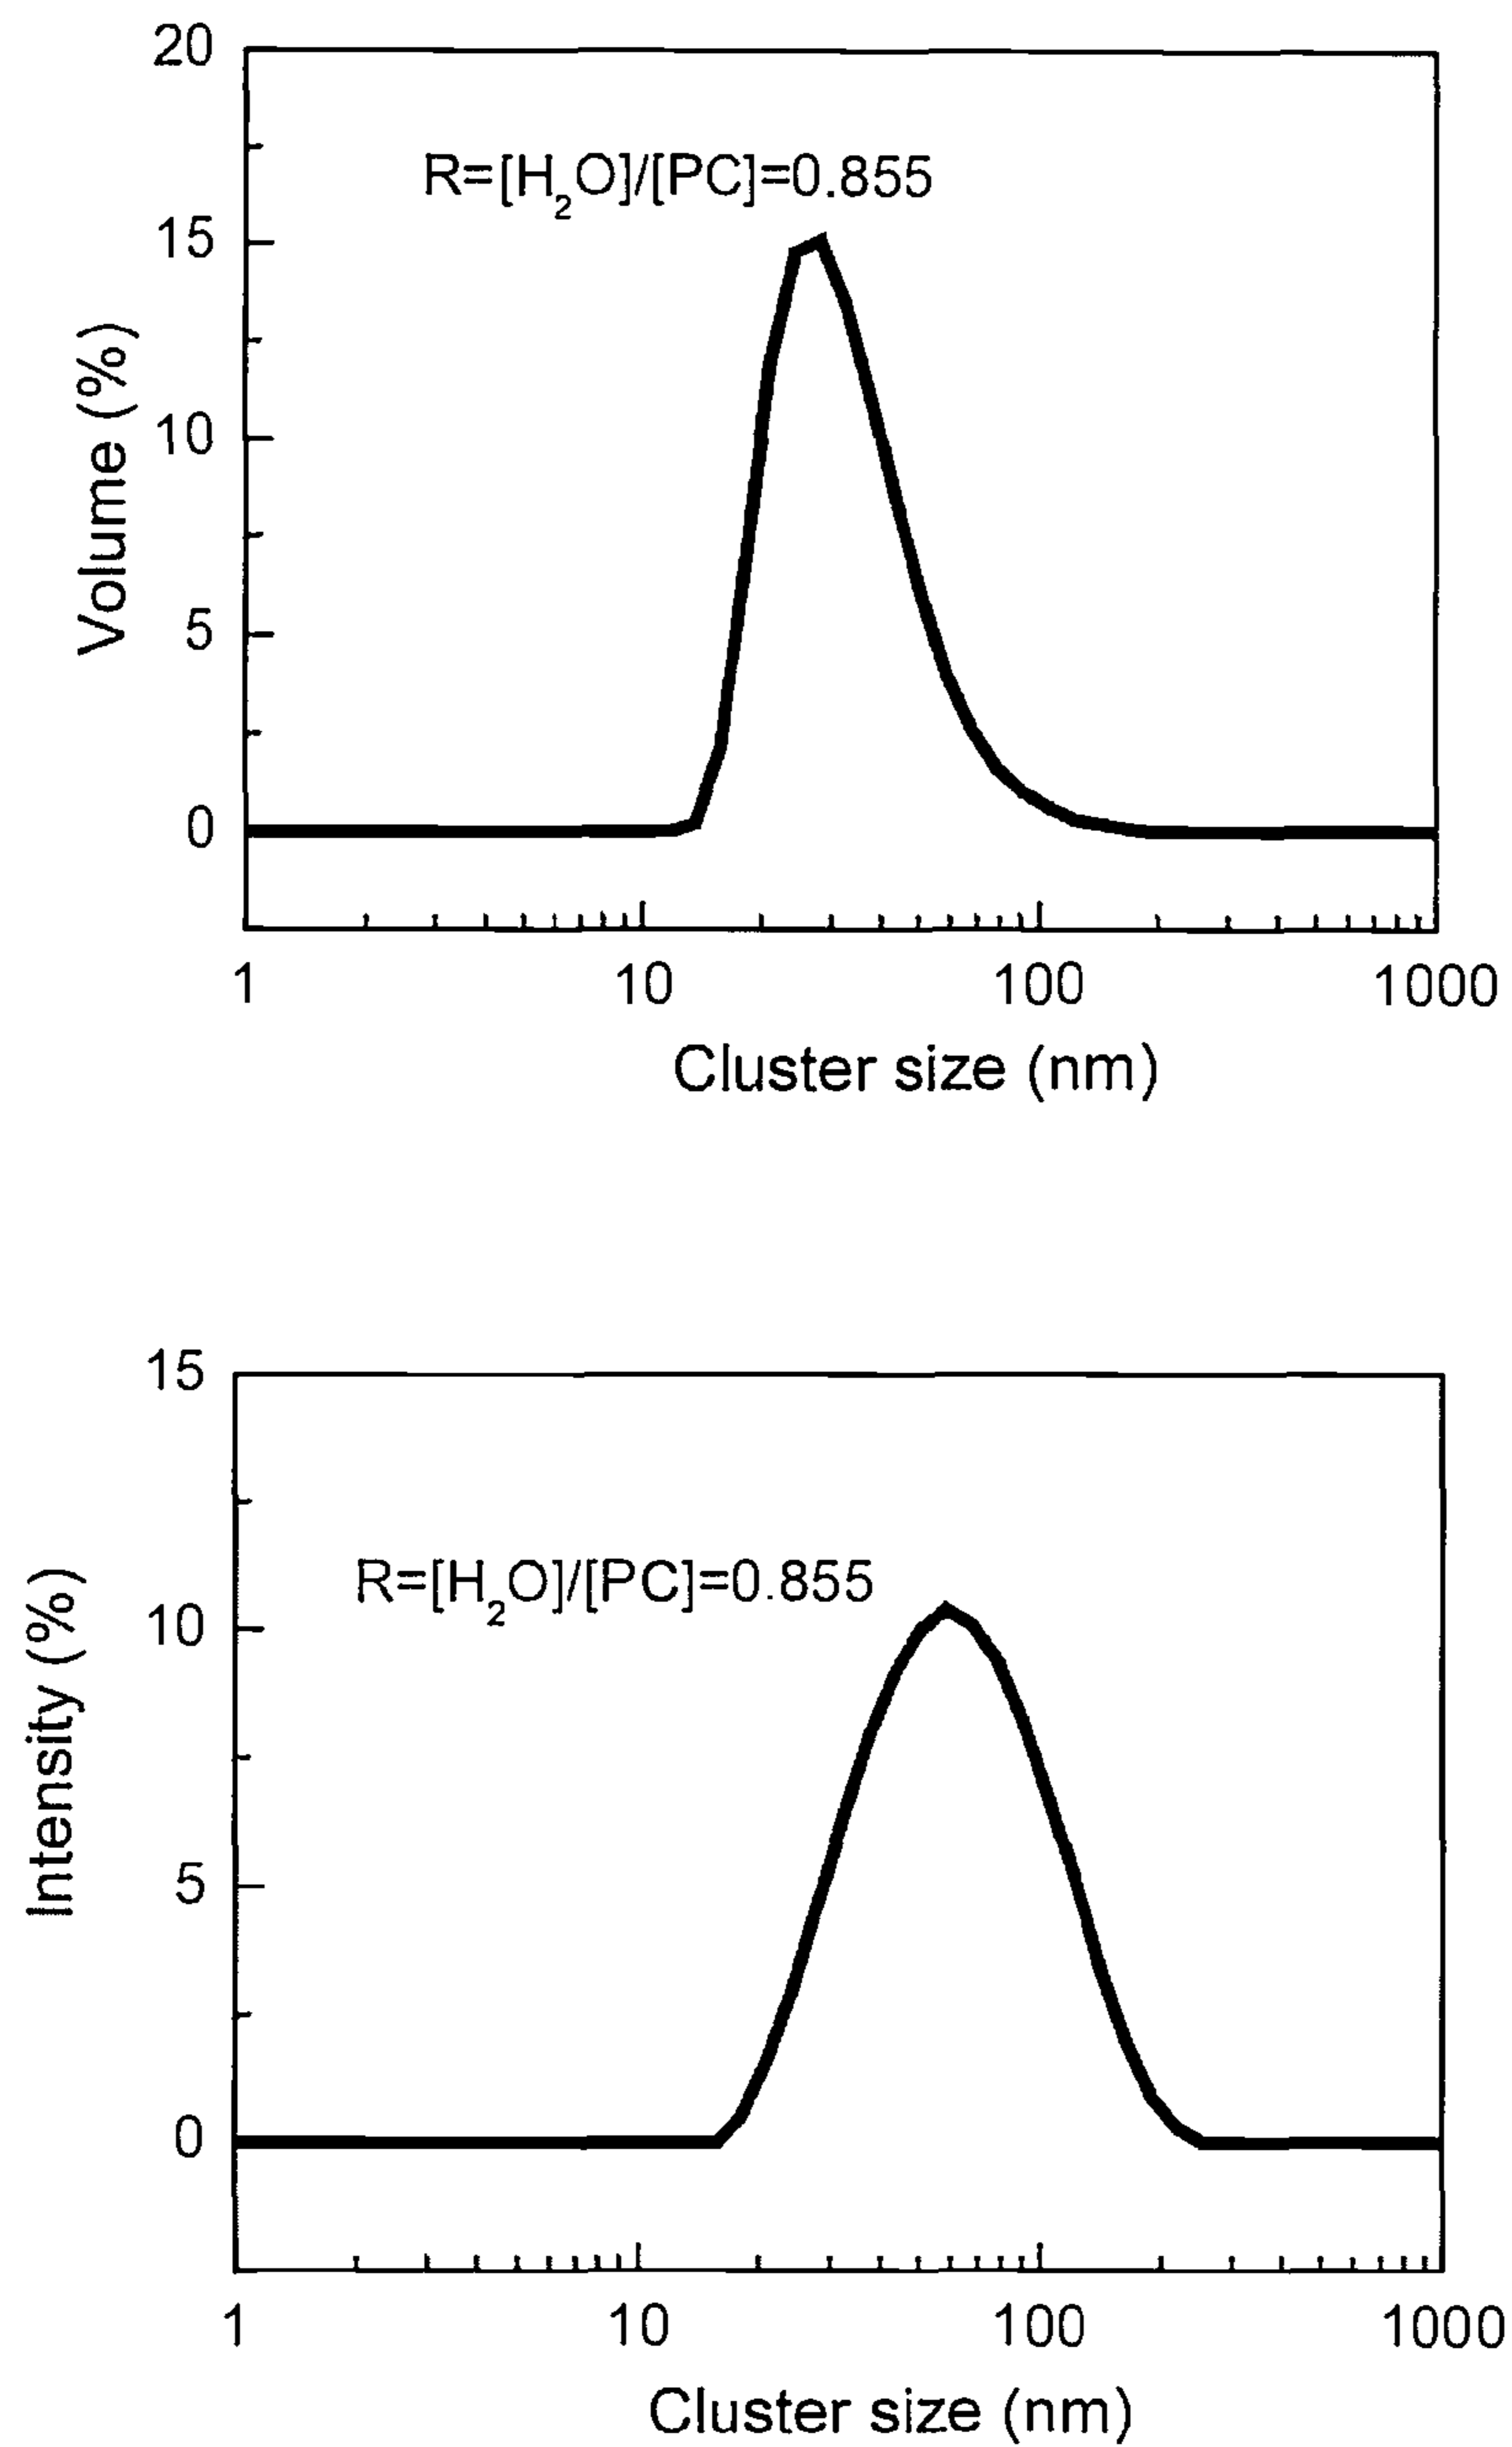 20
R=[H₂O]/[PC]=0.855
15
10
5
0
Volume (%)
1 10 100 1000
Cluster size (nm)
15
R=[H₂O]/[PC]=0.855
10
5
0
Intensity (%)
1 10 100 1000
Cluster size (nm)